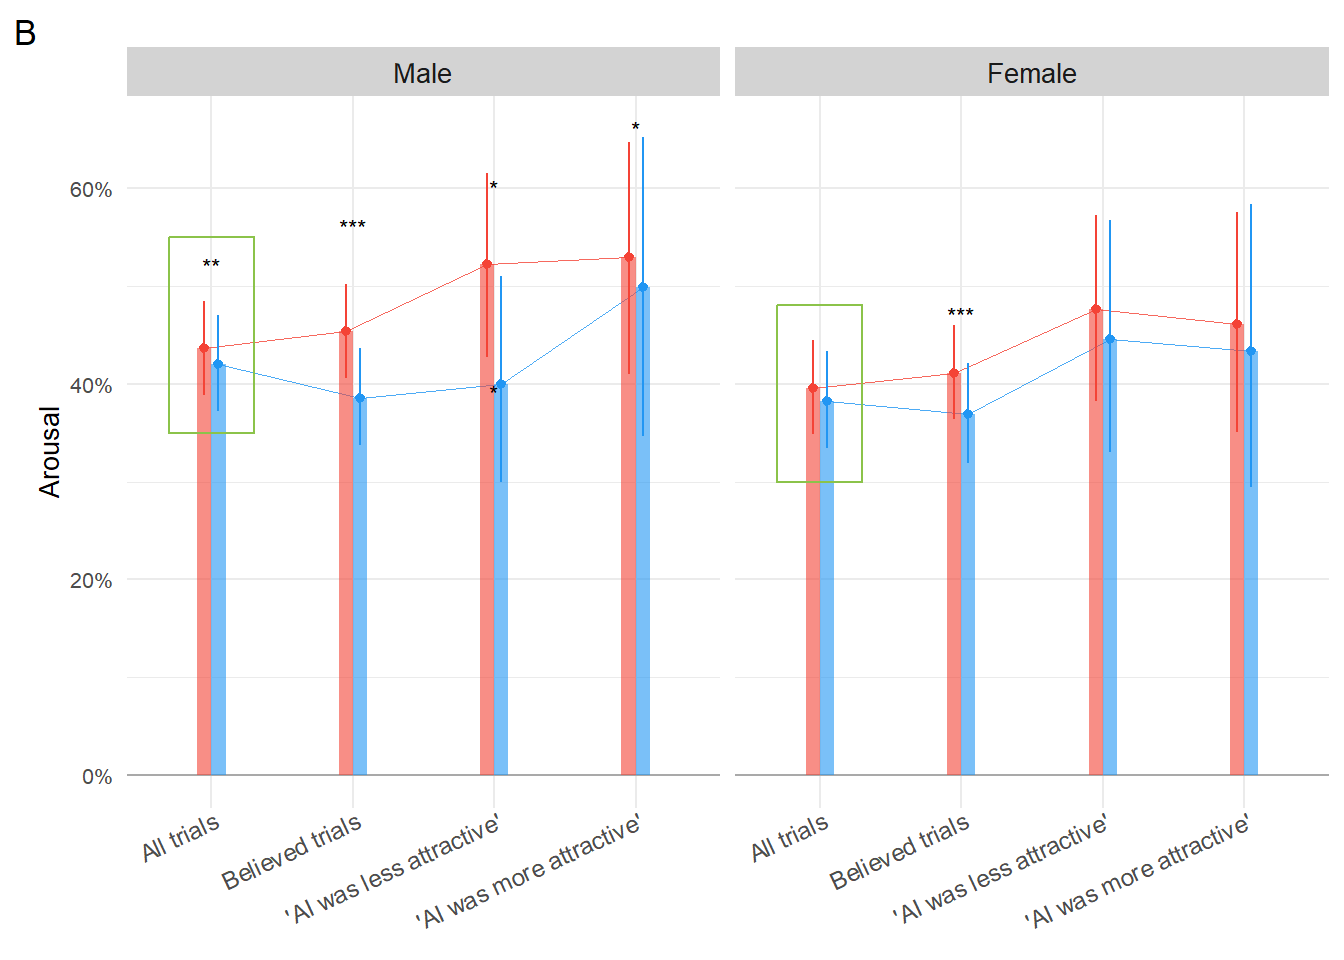 B
Male
Female
*
60%
*
***
**
***
40%
*
Arousal
20%
0%
All trials
Believed trials
'AI was less attractive'
'AI was more attractive'
All trials
Believed trials
'AI was less attractive'
'AI was more attractive'